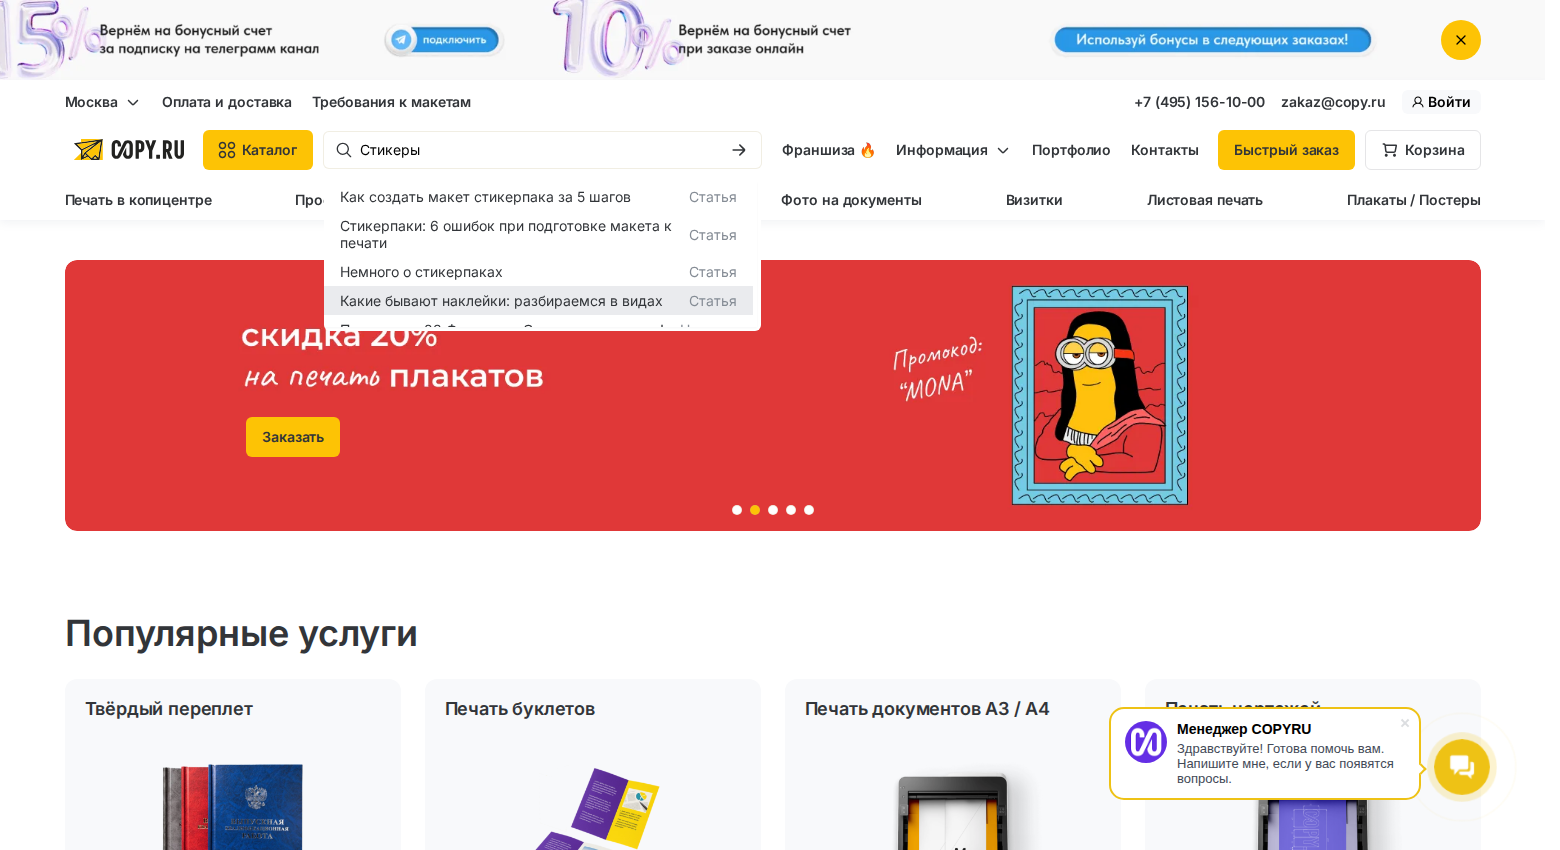 15%
Вернём на бонусный счет
за подписку на телеграмм канал
подключить
10%
Вернём на бонусный счет
при заказе онлайн
Используй бонусы в следующих заказах!
Москва
Оплата и доставка
Требования к макетам
+7 (495) 156-10-00
zakaz@copy.ru
Войти
COPY.RU
Каталог
Стикеры
Франшиза 🔥
Информация
Портфолио
Контакты
Быстрый заказ
Корзина
Печать в копицентре
Фото на документы
Визитки
Листовая печать
Плакаты / Постеры
Как создать макет стикерпака за 5 шагов
Статья
Стикерпаки: 6 ошибок при подготовке макета к
печати
Статья
Немного о стикерпаках
Статья
Какие бывают наклейки: разбираемся в видах
Статья
скидка 20%
на печать плакатов
Заказать
Промокод:
“MONA”
Популярные услуги
Твёрдый переплет
Печать буклетов
Печать документов А3 / А4
Печать чертежей
Менеджер COPYRU
Здравствуйте! Готова помочь вам.
Напишите мне, если у вас появятся
вопросы.